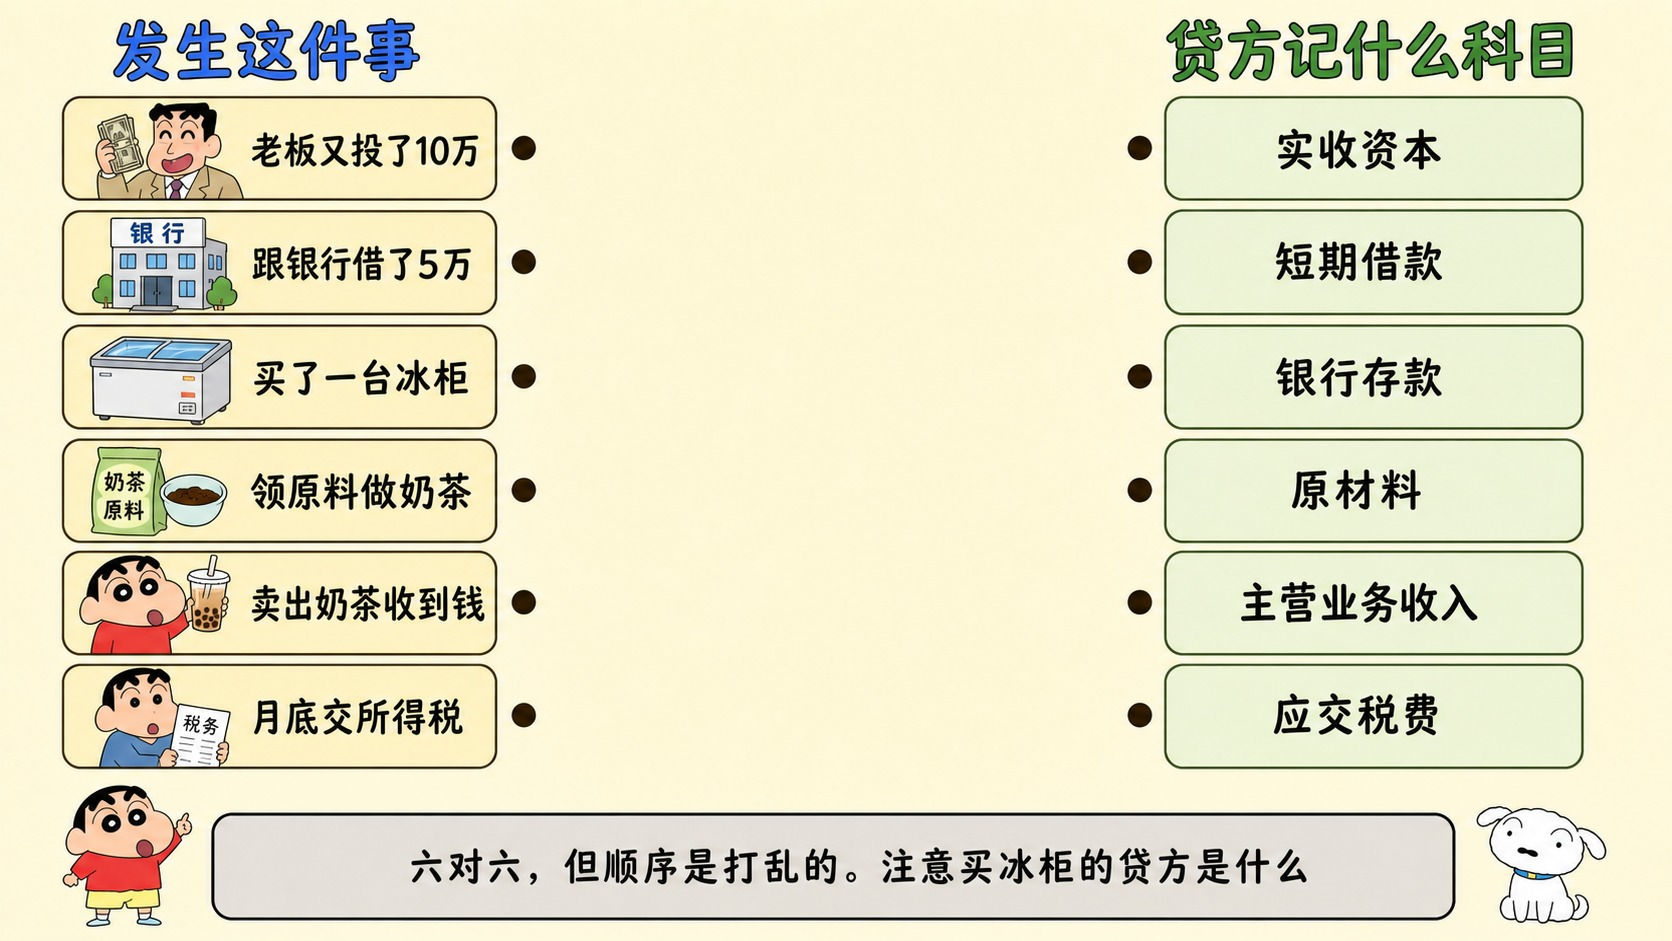 发生这件事
贷方记什么科目
老板又投了10万
实收资本
银行
跟银行借了5万
短期借款
买了一台冰柜
银行存款
奶茶
原料
领原料做奶茶
原材料
卖出奶茶收到钱
主营业务收入
税务
月底交所得税
应交税费
六对六，但顺序是打乱的。注意买冰柜的贷方是什么